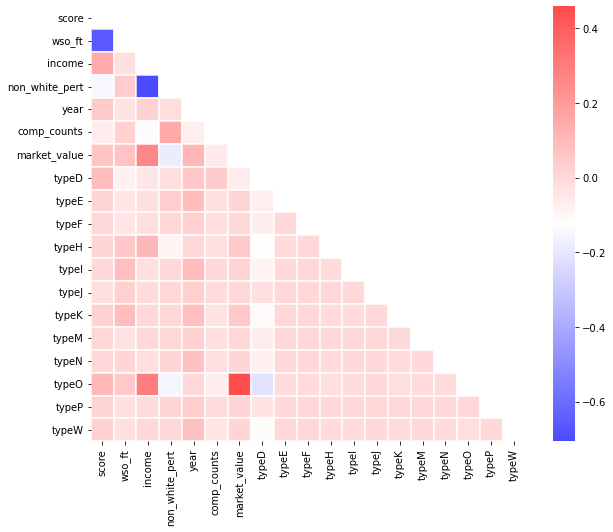 score
wso_ft
income
non_white_pert
year
comp_counts
market_value
typeD
typeE
typeF
typeH
typeI
typeJ
typeK
typeM
typeN
typeO
typeP
typeW
score
wso_ft
income
non_white_pert
year
comp_counts
market_value
typeD
typeE
typeF
typeH
typeI
typeJ
typeK
typeM
typeN
typeO
typeP
typeW
0.4
0.2
0.0
−0.2
−0.4
−0.6